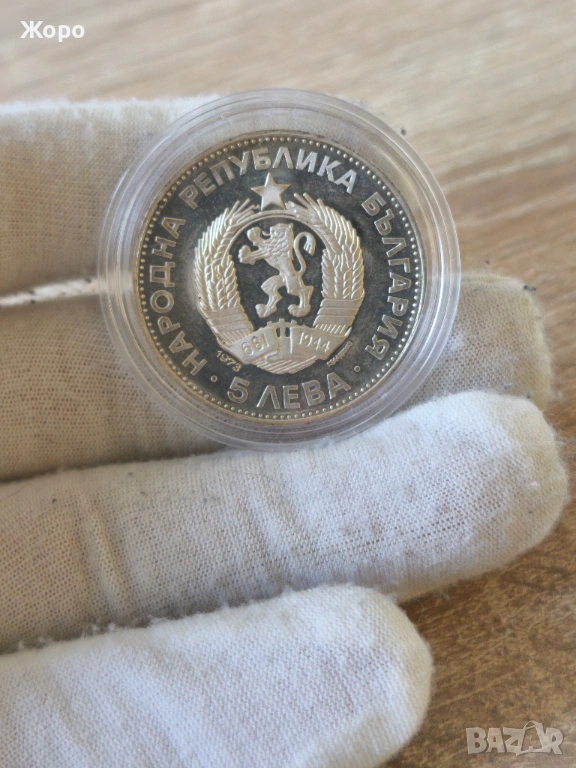 Жоро
НАРОДНА РЕПУБЛИКА БЪЛГАРИЯ
1973
681
1944
· 5 ЛЕВА ·
BAZAR